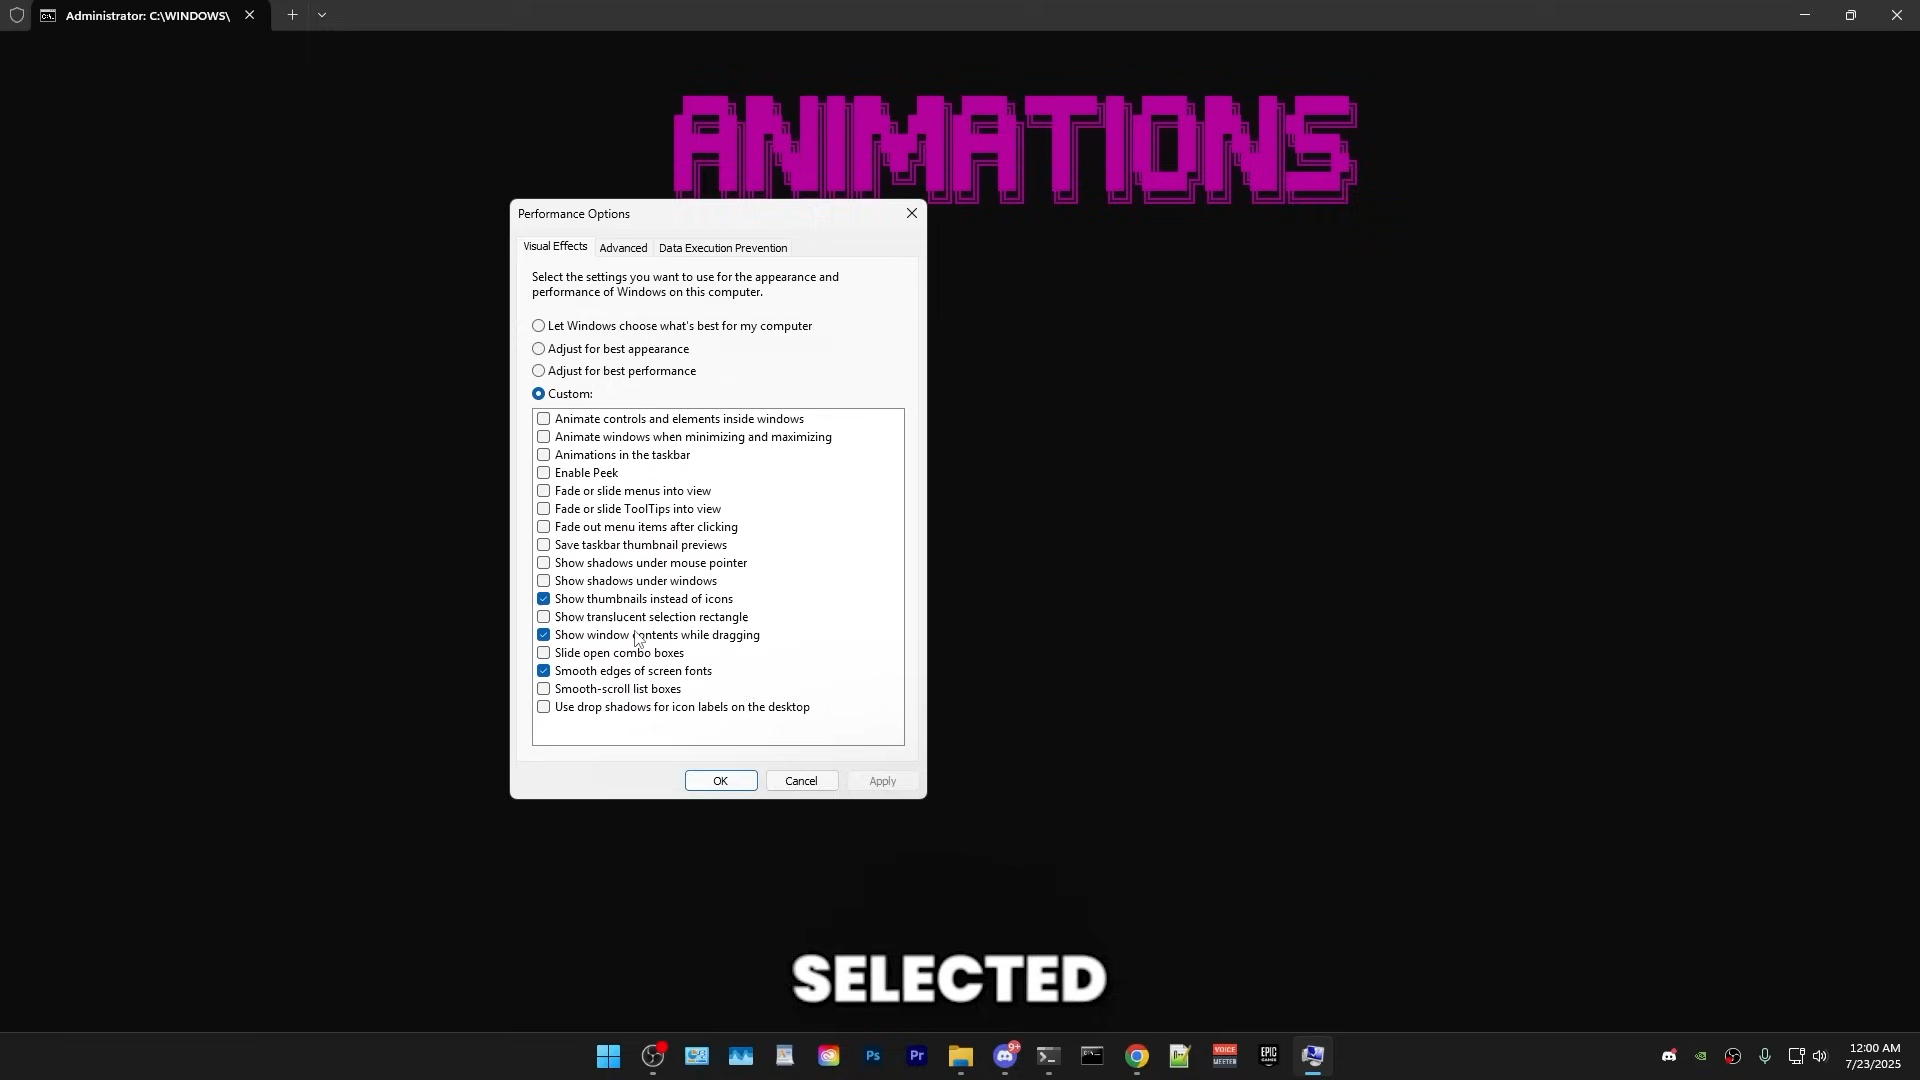 Administrator: C:\WINDOWS\
ANIMATIONS
Performance Options
Visual Effects
Advanced
Data Execution Prevention
Select the settings you want to use for the appearance and
performance of Windows on this computer.
Let Windows choose what's best for my computer
Adjust for best appearance
Adjust for best performance
Custom:
Animate controls and elements inside windows
Animate windows when minimizing and maximizing
Animations in the taskbar
Enable Peek
Fade or slide menus into view
Fade or slide ToolTips into view
Fade out menu items after clicking
Save taskbar thumbnail previews
Show shadows under mouse pointer
Show shadows under windows
Show thumbnails instead of icons
Show translucent selection rectangle
Show window contents while dragging
Slide open combo boxes
Smooth edges of screen fonts
Smooth-scroll list boxes
Use drop shadows for icon labels on the desktop
OK
Cancel
Apply
SELECTED
Ps
Pr
9+
VOICE
MEETER
EPIC
GAMES
12:00 AM
7/23/2025